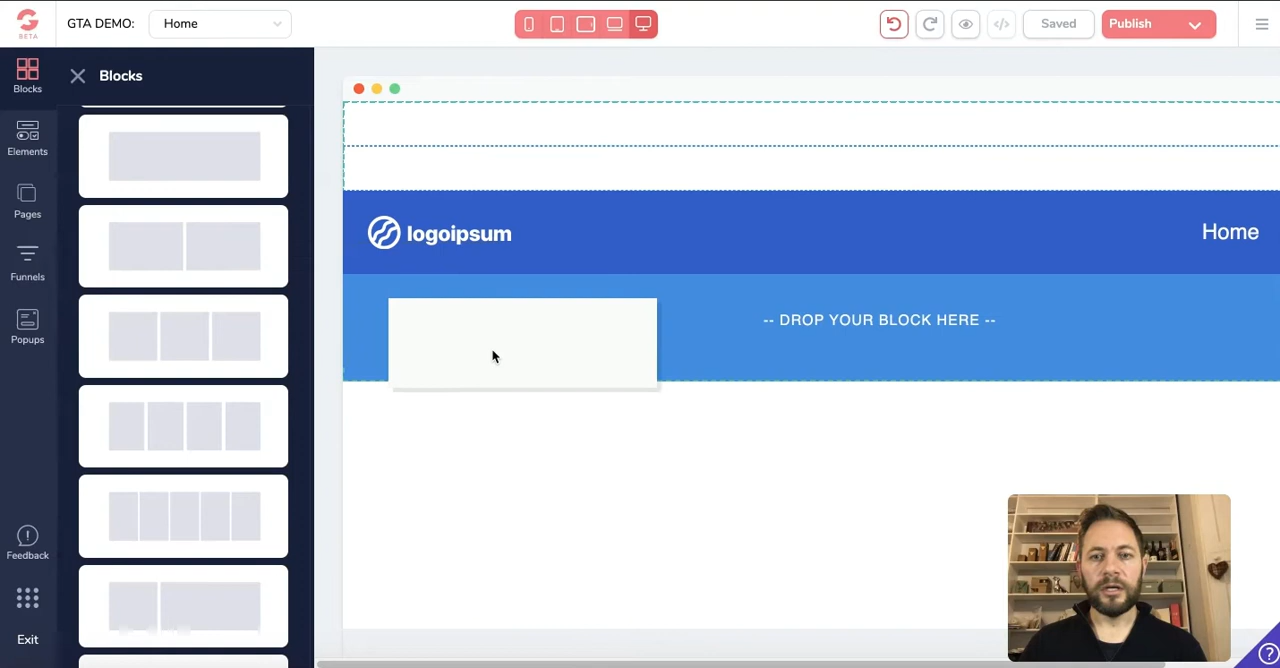 BETA
GTA DEMO:
Home
Saved
Publish
Blocks
Blocks
Elements
Pages
Funnels
Popups
Feedback
Exit
logoipsum
Home
-- DROP YOUR BLOCK HERE --